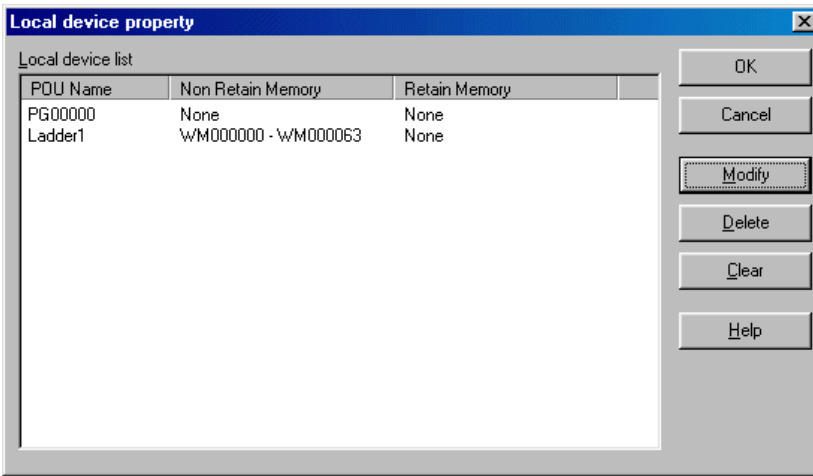 Local device property
Local device list
POU Name Non Retain Memory Retain Memory
PG00000 None None
Ladder1 WM000000 - WM000063 None
OK
Cancel
Modify
Delete
Clear
Help